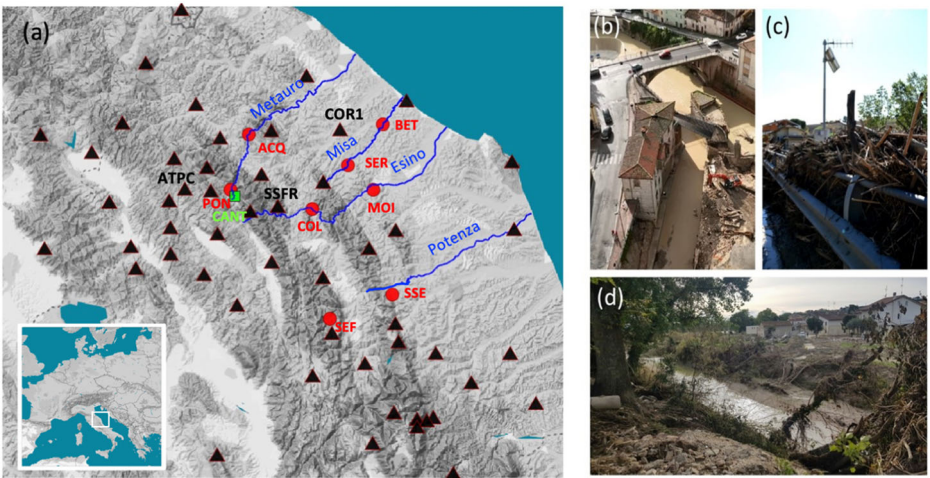 (a)
Metauro
COR1
BET
ACQ
Misa
SER
Esino
ATPC
SSFR
PON
CANT
MOI
COL
Potenza
SSE
SEF
(b)
(c)
(d)